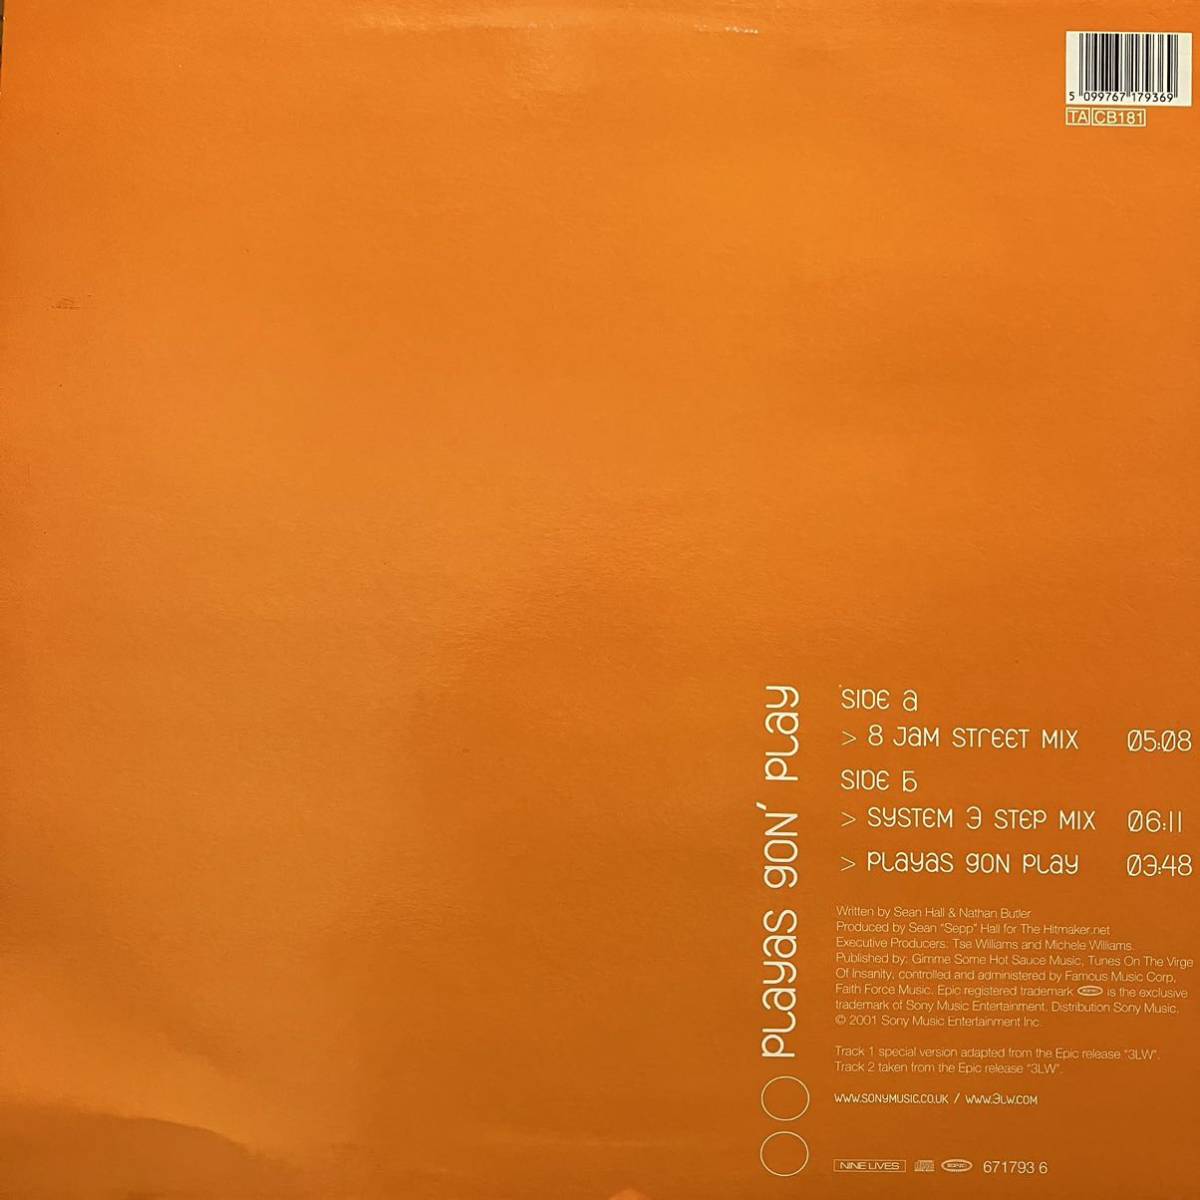 5 099767 179369
TA CB181
PLAYAS GON' PLAY
SIDE A
> 8 JAM STREET MIX 05:08
SIDE B
> SYSTEM 3 STEP MIX 06:11
> PLAYAS GON PLAY 03:48
Written by Sean Hall & Nathan Butler
Produced by Sean "Sepp" Hall for The Hitmaker.net
Executive Producers: Tse Williams and Michele Williams.
Published by: Gimme Some Hot Sauce Music, Tunes On The Virge
Of Insanity, controlled and administered by Famous Music Corp,
Faith Force Music. Epic registered trademark epic is the exclusive
trademark of Sony Music Entertainment. Distribution Sony Music.
© 2001 Sony Music Entertainment Inc.
Track 1 special version adapted from the Epic release "3LW".
Track 2 taken from the Epic release "3LW".
WWW.SONYMUSIC.CO.UK / WWW.3LW.COM
NINE LIVES epic 671793 6